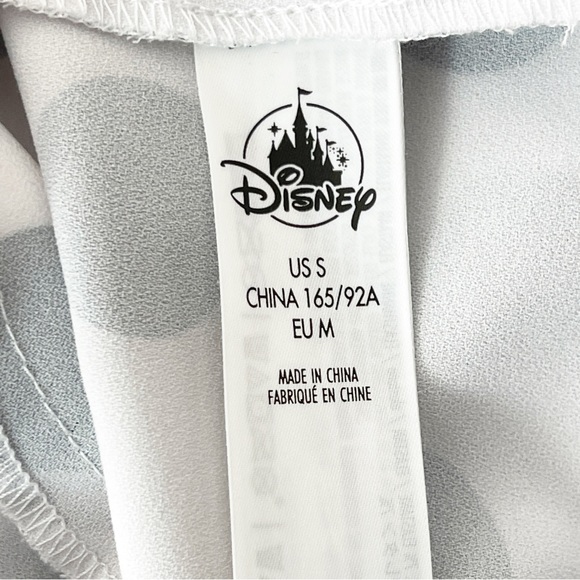 Disney
US S
CHINA 165/92A
EU M
MADE IN CHINA
FABRIQUÉ EN CHINE